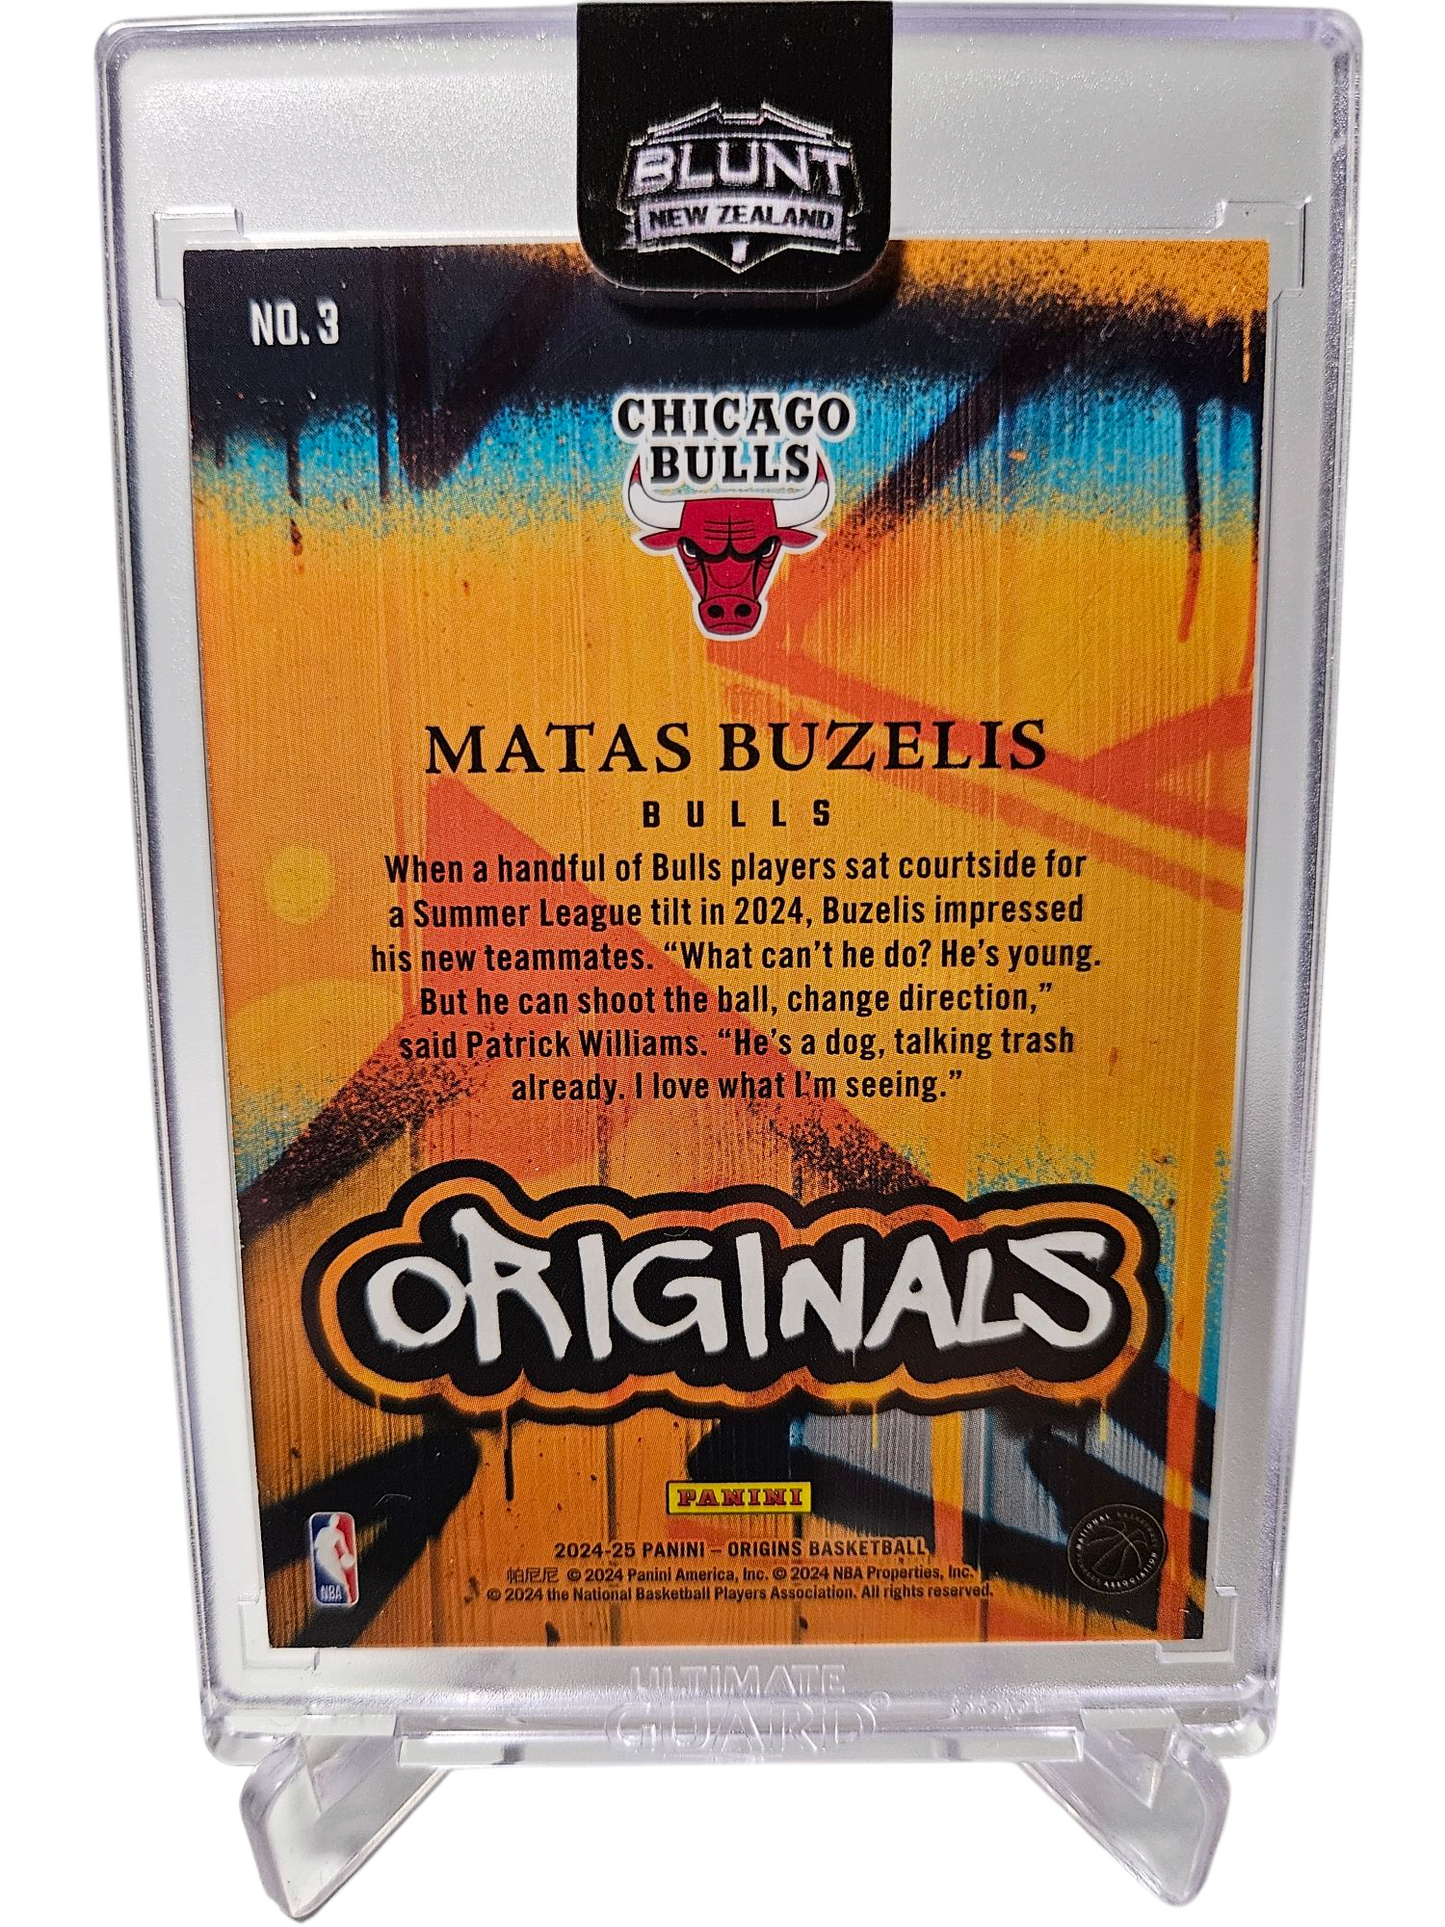 BLUNT
NEW ZEALAND
NO. 3
CHICAGO
BULLS
MATAS BUZELIS
BULLS
When a handful of Bulls players sat courtside for
a Summer League tilt in 2024, Buzelis impressed
his new teammates. “What can’t he do? He’s young.
But he can shoot the ball, change direction,”
said Patrick Williams. “He’s a dog, talking trash
already. I love what I’m seeing.”
ORIGINALS
PANINI
2024-25 PANINI – ORIGINS BASKETBALL
帕尼尼 © 2024 Panini America, Inc. © 2024 NBA Properties, Inc.
© 2024 the National Basketball Players Association. All rights reserved.
NBA
NATIONAL BASKETBALL PLAYERS ASSOCIATION
ULTIMATE
GUARD®